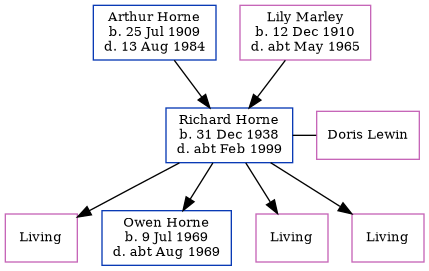 Arthur Horne
b. 25 Jul 1909
d. 13 Aug 1984
Lily Marley
b. 12 Dec 1910
d. abt May 1965
Richard Horne
b. 31 Dec 1938
d. abt Feb 1999
Doris Lewin
Living
Owen Horne
b. 9 Jul 1969
d. abt Aug 1969
Living
Living